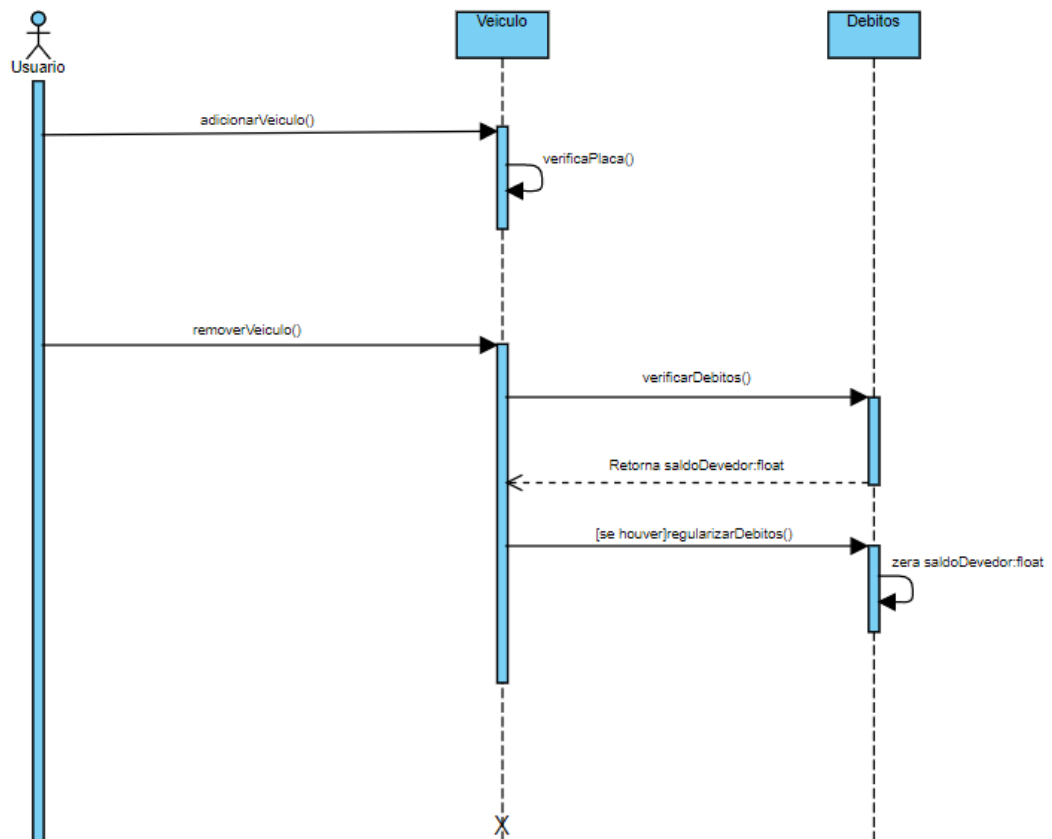 Usuario
Veiculo
Debitos
adicionarVeiculo()
verificaPlaca()
removerVeiculo()
verificarDebitos()
Retorna saldoDevedor:float
[se houver]regularizarDebitos()
zera saldoDevedor:float
X